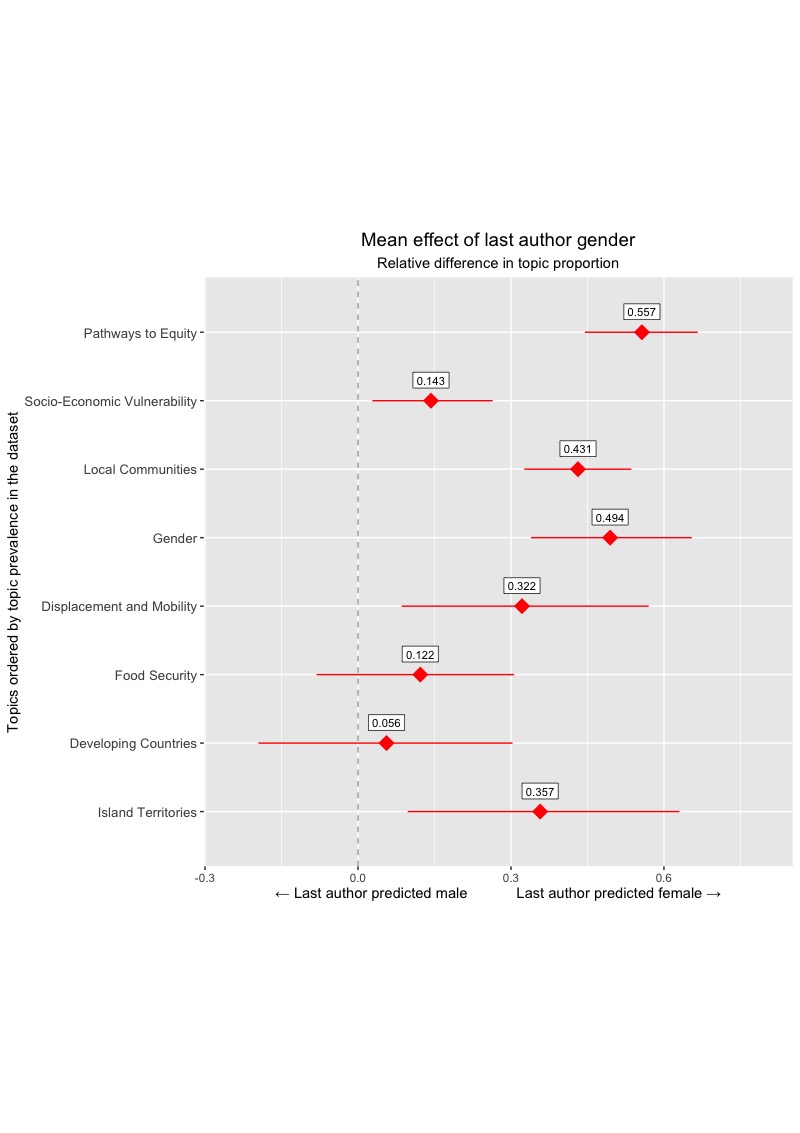 Mean effect of last author gender
Relative difference in topic proportion
Topics ordered by topic prevalence in the dataset
Pathways to Equity
0.557
Socio-Economic Vulnerability
0.143
Local Communities
0.431
Gender
0.494
Displacement and Mobility
0.322
Food Security
0.122
Developing Countries
0.056
Island Territories
0.357
-0.3 0.0 0.3 0.6
← Last author predicted male Last author predicted female →